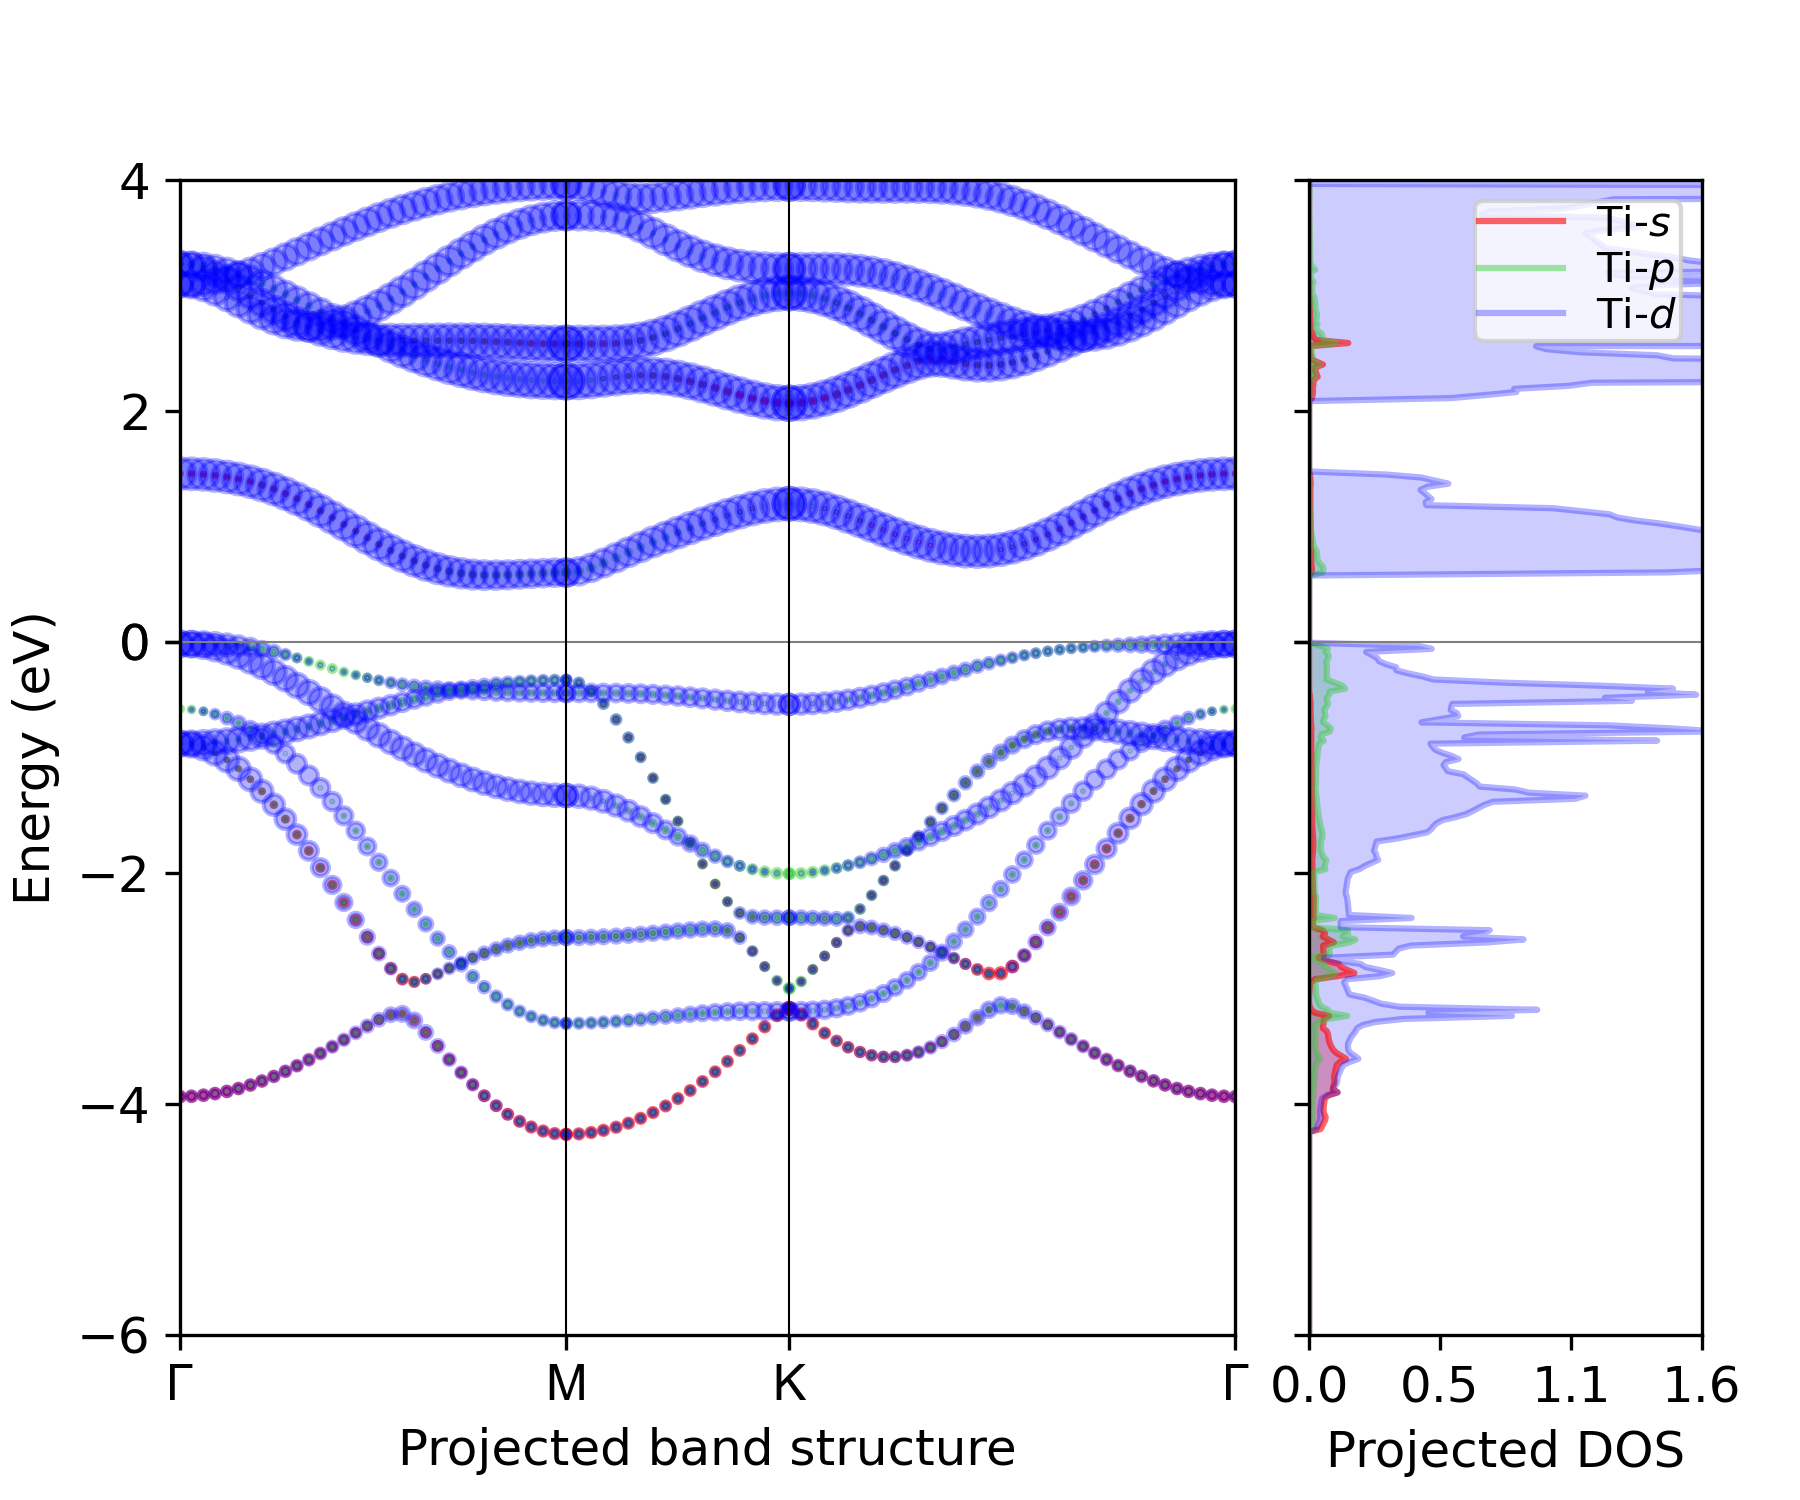 4
2
0
−2
−4
−6
Energy (eV)
Γ M K Γ
Projected band structure
Ti-s
Ti-p
Ti-d
0.0 0.5 1.1 1.6
Projected DOS